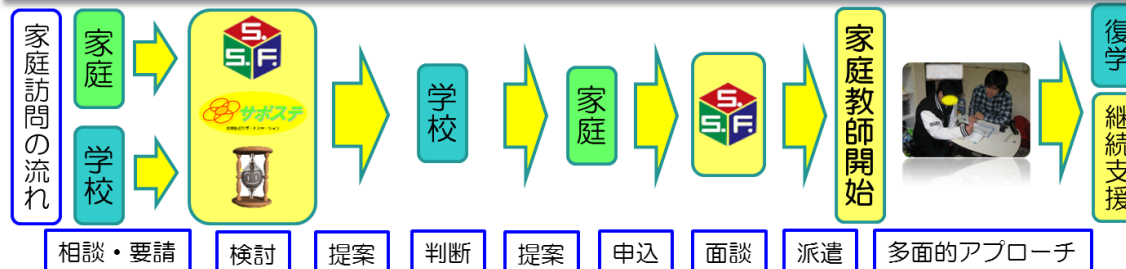 家庭訪問の流れ
家庭
学校
S.
S.F.
サポステ
学校
家庭
S.
S.F.
家庭教師開始
復学
継続支援
相談・要請
検討
提案
判断
提案
申込
面談
派遣
多面的アプローチ